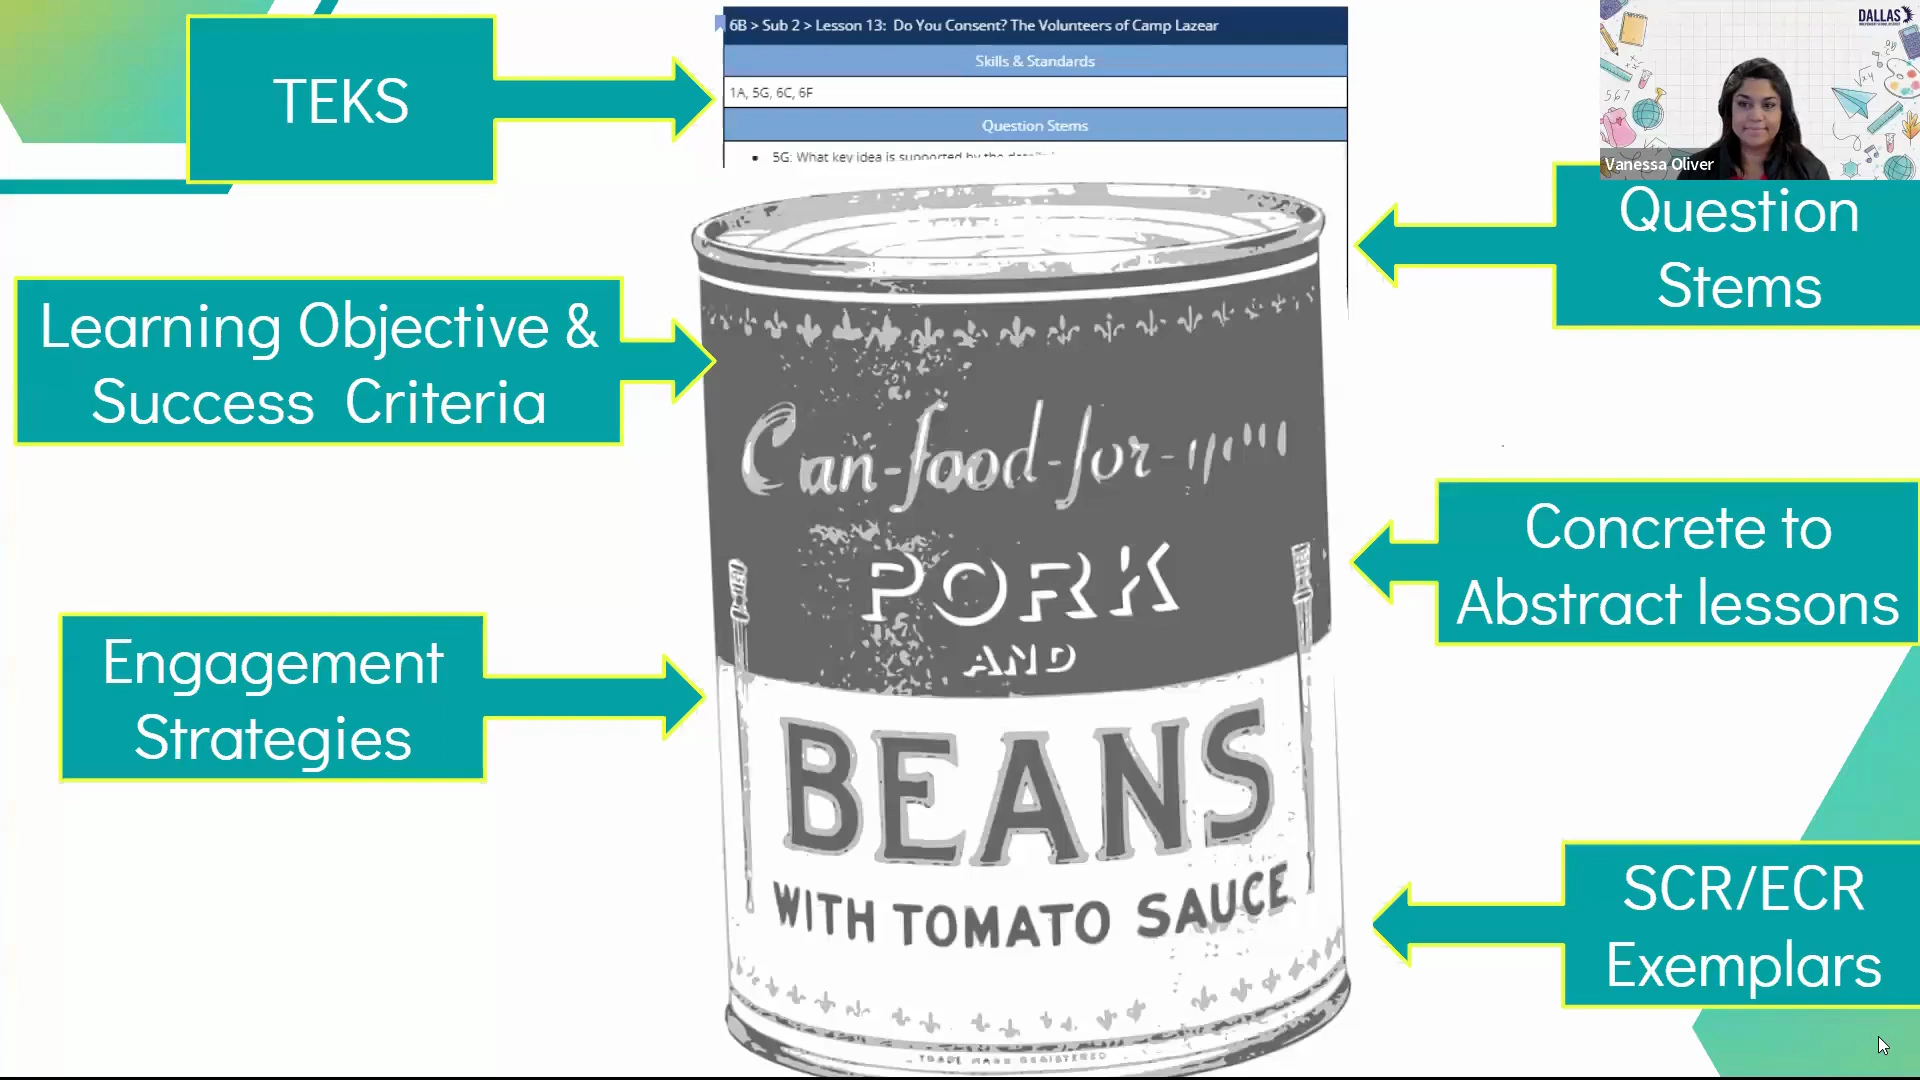 TEKS
6B > Sub 2 > Lesson 13: Do You Consent? The Volunteers of Camp Lazear
Skills & Standards
1A, 5G, 6C, 6F
Question Stems
5G: What key idea is supported by the
DALLAS
Vanessa Oliver
Question
Stems
Learning Objective &
Success Criteria
Can-food-for-
PORK
AND
BEANS
WITH TOMATO SAUCE
TRADE MARK REGISTERED
Concrete to
Abstract lessons
Engagement
Strategies
SCR/ECR
Exemplars